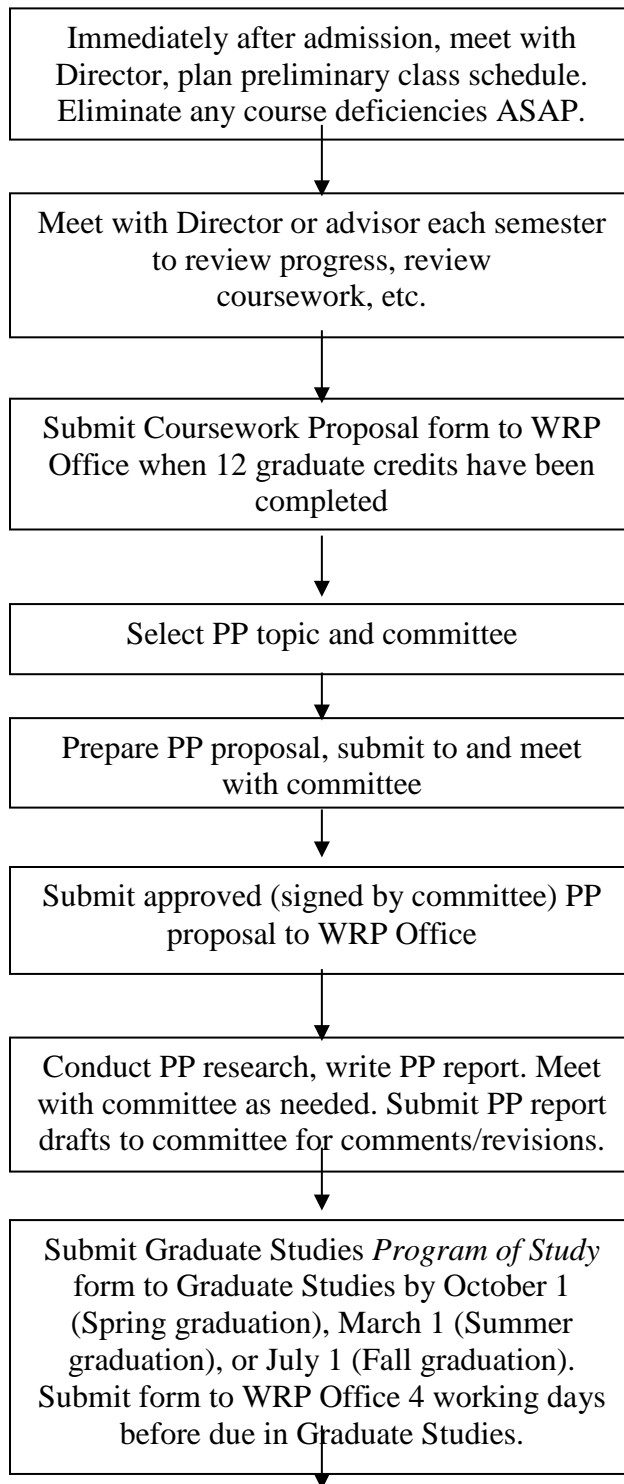 Immediately after admission, meet with
Director, plan preliminary class schedule.
Eliminate any course deficiencies ASAP.
Meet with Director or advisor each semester
to review progress, review
coursework, etc.
Submit Coursework Proposal form to WRP
Office when 12 graduate credits have been
completed
Select PP topic and committee
Prepare PP proposal, submit to and meet
with committee
Submit approved (signed by committee) PP
proposal to WRP Office
Conduct PP research, write PP report. Meet
with committee as needed. Submit PP report
drafts to committee for comments/revisions.
Submit Graduate Studies Program of Study
form to Graduate Studies by October 1
(Spring graduation), March 1 (Summer
graduation), or July 1 (Fall graduation).
Submit form to WRP Office 4 working days
before due in Graduate Studies.